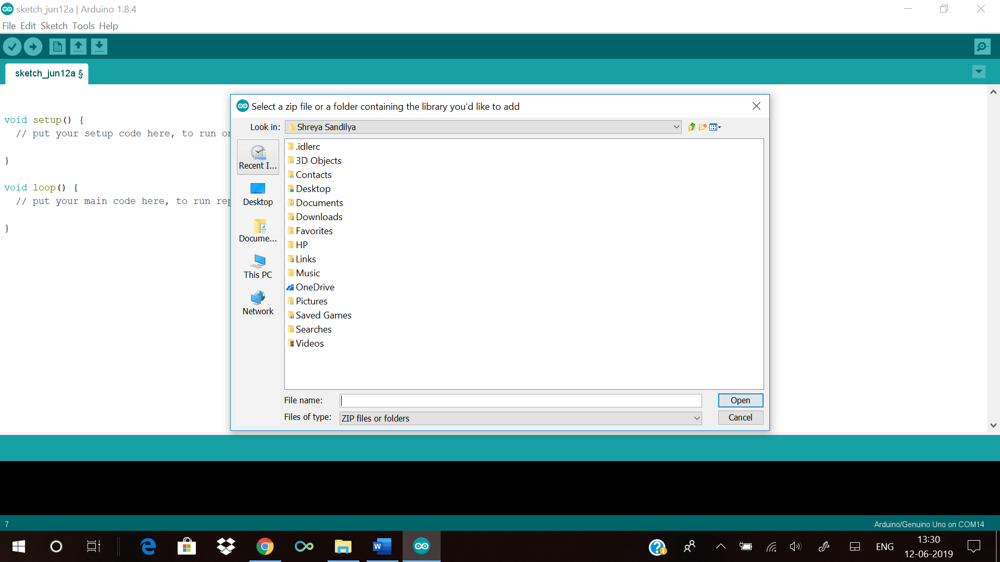 sketch_jun12a | Arduino 1.8.4
File Edit Sketch Tools Help
sketch_jun12a §
void setup() {
// put your setup code here, to run or
}
void loop() {
// put your main code here, to run rep
}
Select a zip file or a folder containing the library you'd like to add
Look in: Shreya Sandilya
Recent I...
Desktop
Docume...
This PC
Network
.idlerc
3D Objects
Contacts
Desktop
Documents
Downloads
Favorites
HP
Links
Music
OneDrive
Pictures
Saved Games
Searches
Videos
File name:
Open
Files of type: ZIP files or folders
Cancel
7
Arduino/Genuino Uno on COM14
ENG
13:30
12-06-2019